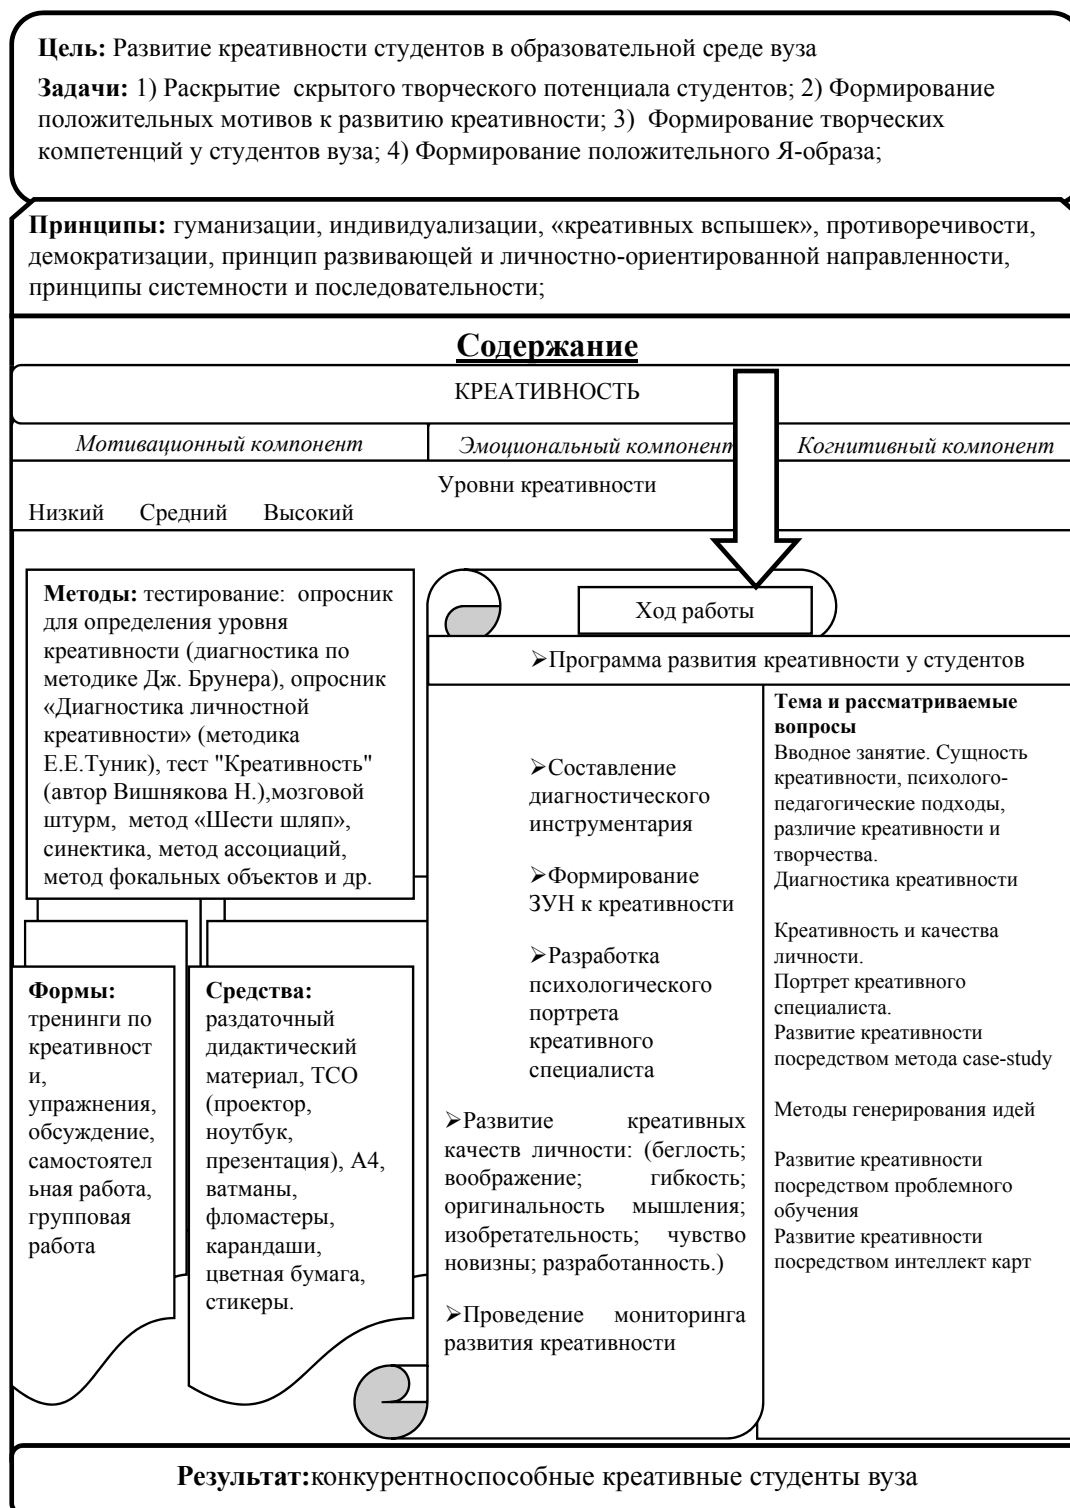 Цель: Развитие креативности студентов в образовательной среде вуза
Задачи: 1) Раскрытие скрытого творческого потенциала студентов; 2) Формирование
положительных мотивов к развитию креативности; 3) Формирование творческих
компетенций у студентов вуза; 4) Формирование положительного Я-образа;
Принципы: гуманизации, индивидуализации, «креативных вспышек», противоречивости,
демократизации, принцип развивающей и личностно-ориентированной направленности,
принципы системности и последовательности;
Содержание
КРЕАТИВНОСТЬ
Мотивационный компонент
Эмоциональный компонент
Когнитивный компонент
Уровни креативности
Низкий Средний Высокий
Методы: тестирование: опросник
для определения уровня
креативности (диагностика по
методике Дж. Брунера), опросник
«Диагностика личностной
креативности» (методика
Е.Е.Туник), тест "Креативность"
(автор Вишнякова Н.),мозговой
штурм, метод «Шести шляп»,
синектика, метод ассоциаций,
метод фокальных объектов и др.
Формы:
тренинги по
креативност
и,
упражнения,
обсуждение,
самостоятел
ьная работа,
групповая
работа
Средства:
раздаточный
дидактический
материал, ТСО
(проектор,
ноутбук,
презентация), А4,
ватманы,
фломастеры,
карандаши,
цветная бумага,
стикеры.
Ход работы
➢Программа развития креативности у студентов
➢Составление
диагностического
инструментария
➢Формирование
ЗУН к креативности
➢Разработка
психологического
портрета
креативного
специалиста
➢Развитие креативных
качеств личности: (беглость;
воображение; гибкость;
оригинальность мышления;
изобретательность; чувство
новизны; разработанность.)
➢Проведение мониторинга
развития креативности
Тема и рассматриваемые
вопросы
Вводное занятие. Сущность
креативности, психолого-
педагогические подходы,
различие креативности и
творчества.
Диагностика креативности
Креативность и качества
личности.
Портрет креативного
специалиста.
Развитие креативности
посредством метода case-study
Методы генерирования идей
Развитие креативности
посредством проблемного
обучения
Развитие креативности
посредством интеллект карт
Результат:конкурентноспособные креативные студенты вуза